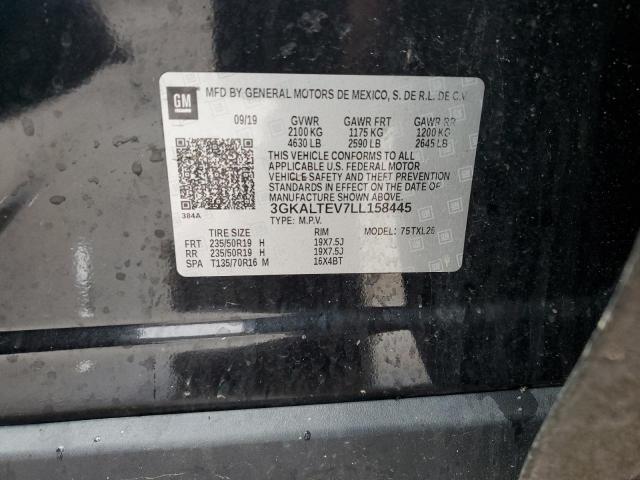 GM
MFD BY GENERAL MOTORS DE MEXICO, S. DE R.L. DE C.V.
09/19 GVWR GAWR FRT GAWR RR
2100 KG 1175 KG 1200 KG
4630 LB 2590 LB 2645 LB
THIS VEHICLE CONFORMS TO ALL
APPLICABLE U.S. FEDERAL MOTOR
VEHICLE SAFETY AND THEFT
PREVENTION STANDARDS IN EFFECT
ON THE DATE OF MANUFACTURE
SHOWN ABOVE.
3GKALTEV7LL158445
384A
TYPE: M.P.V. MODEL: 75TXL26
TIRE SIZE RIM
FRT 235/50R19 H 19X7.5J
RR 235/50R19 H 19X7.5J
SPA T135/70R16 M 16X4BT